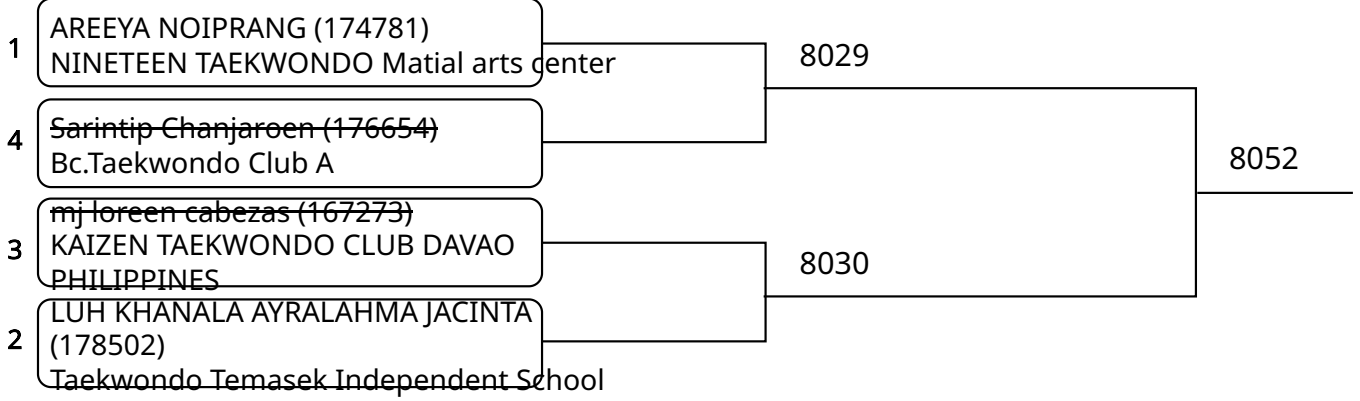 1
AREEYA NOIPRANG (174781)
NINETEEN TAEKWONDO Matial arts center
8029
4
Sarintip Chanjaroen (176654)
Bc.Taekwondo Club A
8052
3
mj loreen cabezas (167273)
KAIZEN TAEKWONDO CLUB DAVAO
PHILIPPINES
8030
2
LUH KHANALA AYRALAHMA JACINTA
(178502)
Taekwondo Temasek Independent School